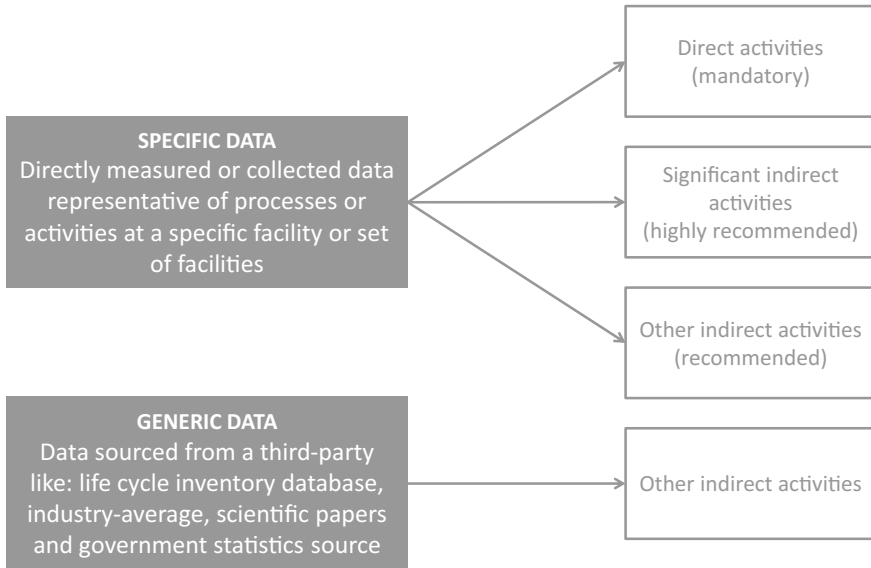 Direct activities
(mandatory)
SPECIFIC DATA
Directly measured or collected data
representative of processes or
activities at a specific facility or set
of facilities
Significant indirect
activities
(highly recommended)
Other indirect activities
(recommended)
GENERIC DATA
Data sourced from a third-party
like: life cycle inventory database,
industry-average, scientific papers
and government statistics source
Other indirect activities